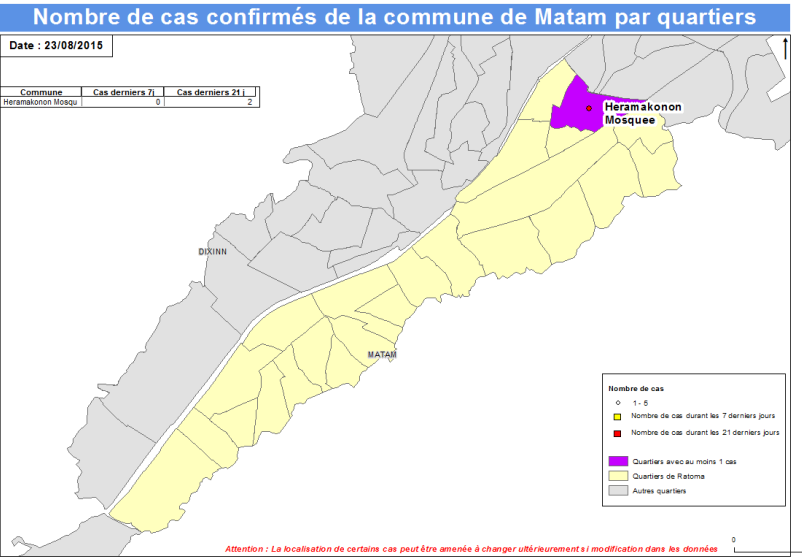 Nombre de cas confirmés de la commune de Matam par quartiers
Date : 23/08/2015
Commune Cas derniers 7j Cas derniers 21 j
Heramakonon Mosqu 0 2
Heramakonon
Mosquee
DIXINN
MATAM
Nombre de cas
1 - 5
Nombre de cas durant les 7 derniers jours
Nombre de cas durant les 21 derniers jours
Quartiers avec au moins 1 cas
Quartiers de Ratoma
Autres quartiers
Attention : La localisation de certains cas peut être amenée à changer ultérieurement si modification dans les données
0